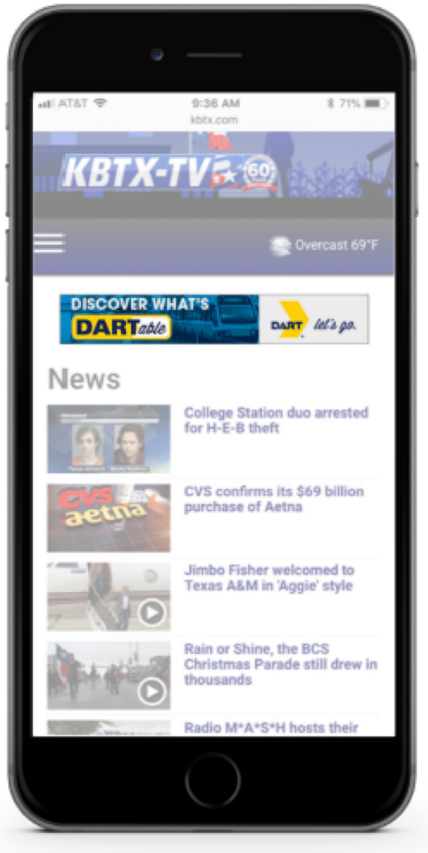 AT&T
9:36 AM
71%
kbtx.com
KBTX-TV 60
Overcast 69°F
DISCOVER WHAT'S
DARTable
DART let's go.
News
College Station duo arrested
for H-E-B theft
CVS
aetna
CVS confirms its $69 billion
purchase of Aetna
Jimbo Fisher welcomed to
Texas A&M in 'Aggie' style
Rain or Shine, the BCS
Christmas Parade still drew in
thousands
Radio M*A*S*H hosts their